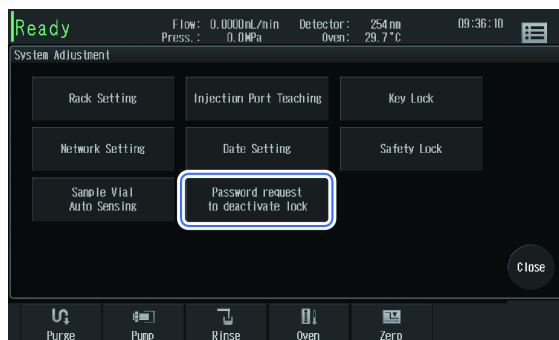 Ready
Flow: 0.0000mL/min Detector: 254 nm 09:36:10
Press.: 0.0MPa Oven: 29.7°C
System Adjustment
Rack Setting
Injection Port Teaching
Key Lock
Network Setting
Date Setting
Safety Lock
Sample Vial
Auto Sensing
Password request
to deactivate lock
Close
Purge
Pump
Rinse
Oven
Zero